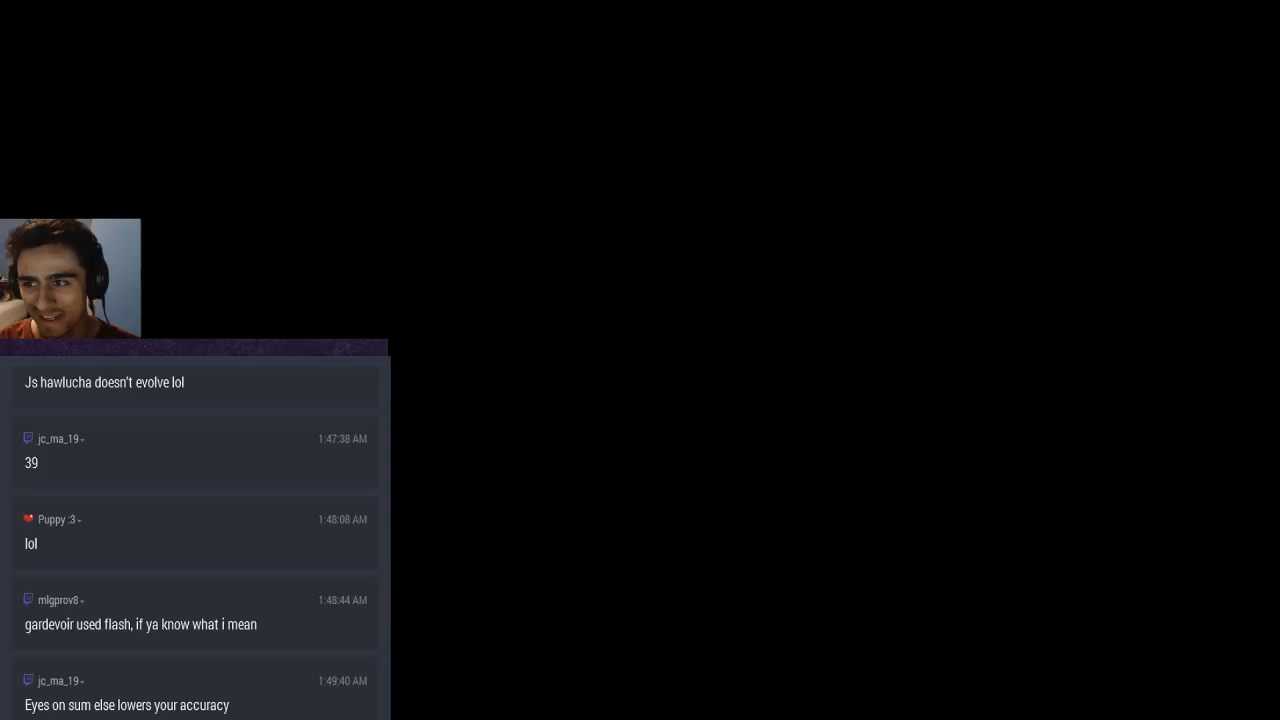 Js hawlucha doesn't evolve lol
jc_ma_19
1:47:38 AM
39
Puppy :3
1:48:08 AM
lol
mlgprov8
1:48:44 AM
gardevoir used flash, if ya know what i mean
jc_ma_19
1:49:40 AM
Eyes on sum else lowers your accuracy